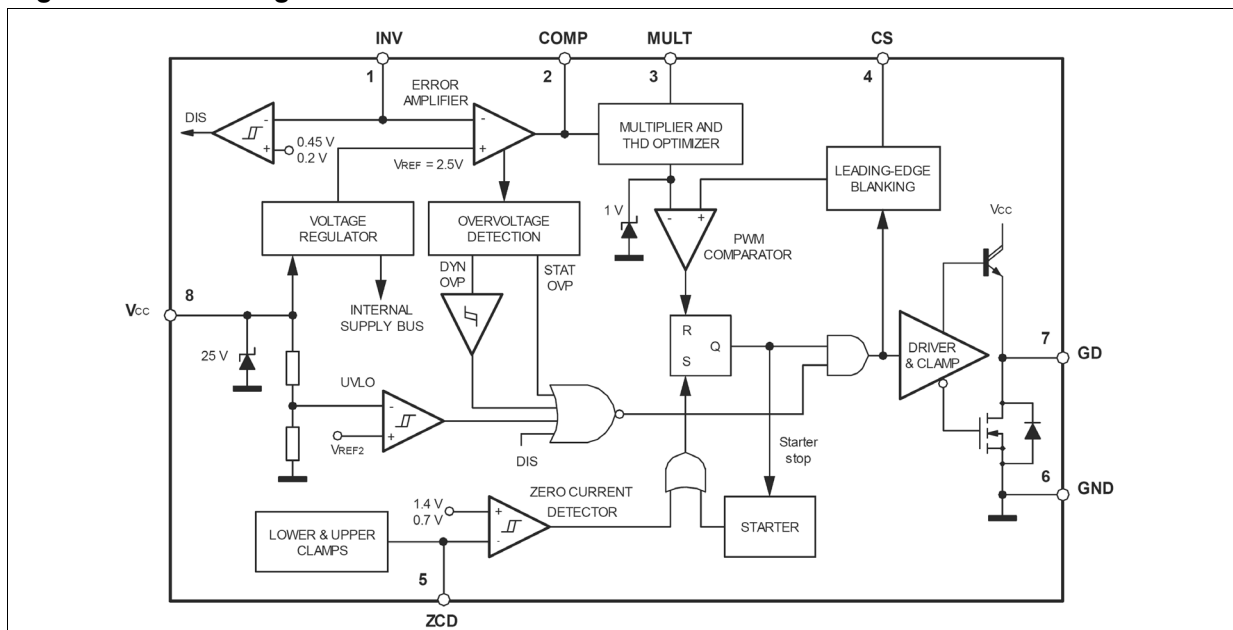 INV
COMP
MULT
CS
1
2
3
4
ERROR
AMPLIFIER
DIS
-
+
0.45 V
0.2 V
-
+
VREF = 2.5V
MULTIPLIER AND
THD OPTIMIZER
LEADING-EDGE
BLANKING
VOLTAGE
REGULATOR
OVERVOLTAGE
DETECTION
1 V
-
+
PWM
COMPARATOR
VCC
DYN
OVP
STAT
OVP
INTERNAL
SUPPLY BUS
8
VCC
25 V
R
S
Q
DRIVER
& CLAMP
7
GD
UVLO
-
+
VREF2
DIS
Starter
stop
6
GND
1.4 V
0.7 V
+
-
ZERO CURRENT
DETECTOR
STARTER
LOWER & UPPER
CLAMPS
5
ZCD